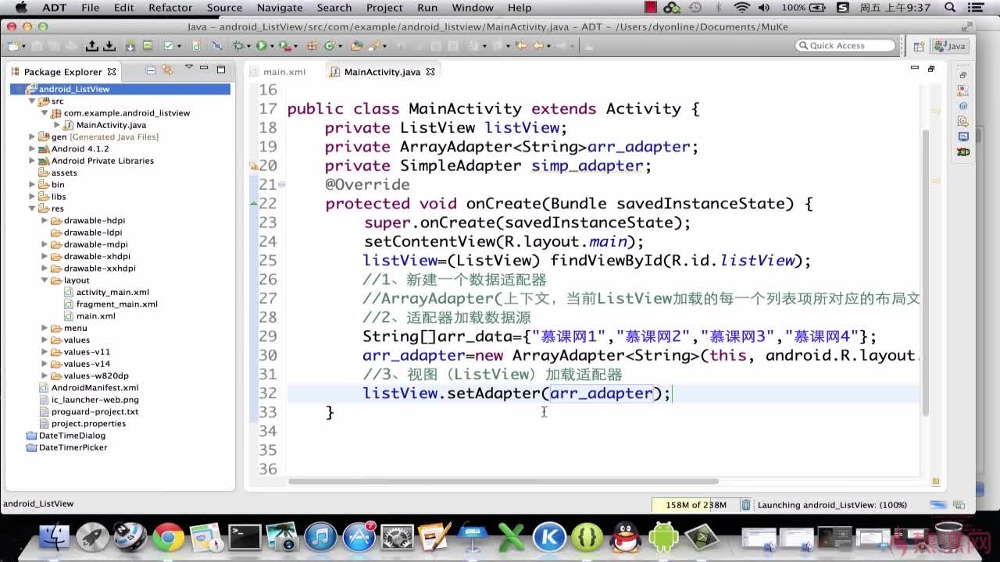 ADT File Edit Refactor Source Navigate Search Project Run Window Help 100% 周五 上午9:37
Java – android_ListView/src/com/example/android_listview/MainActivity.java – ADT – /Users/dyonline/Documents/MuKe
Quick Access Java
Package Explorer
main.xml MainActivity.java
android_ListView
src
com.example.android_listview
MainActivity.java
gen [Generated Java Files]
Android 4.1.2
Android Private Libraries
assets
bin
libs
res
drawable-hdpi
drawable-ldpi
drawable-mdpi
drawable-xhdpi
drawable-xxhdpi
layout
activity_main.xml
fragment_main.xml
main.xml
menu
values
values-v11
values-v14
values-w820dp
AndroidManifest.xml
ic_launcher-web.png
proguard-project.txt
project.properties
DateTimeDialog
DateTimerPicker
16
17 public class MainActivity extends Activity {
18 private ListView listView;
19 private ArrayAdapter<String>arr_adapter;
20 private SimpleAdapter simp_adapter;
21 @Override
22 protected void onCreate(Bundle savedInstanceState) {
23 super.onCreate(savedInstanceState);
24 setContentView(R.layout.main);
25 listView=(ListView) findViewById(R.id.listView);
26 //1、新建一个数据适配器
27 //ArrayAdapter(上下文，当前ListView加载的每一个列表项所对应的布局文
28 //2、适配器加载数据源
29 String[]arr_data={"慕课网1","慕课网2","慕课网3","慕课网4"};
30 arr_adapter=new ArrayAdapter<String>(this, android.R.layout.
31 //3、视图（ListView）加载适配器
32 listView.setAdapter(arr_adapter);
33 }
34
35
36
android_ListView
158M of 238M
Launching android_ListView: (100%)
慕课网